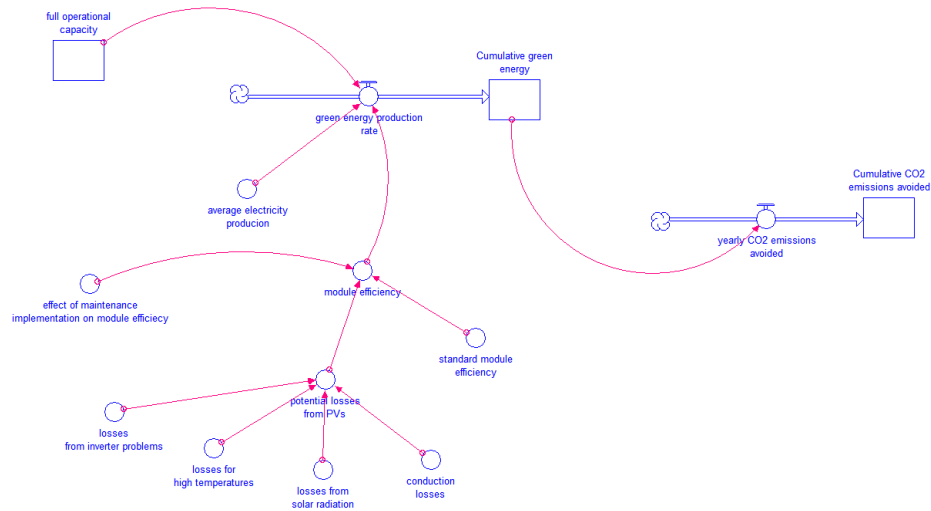 full operational
capacity
Cumulative green
energy
green energy production
rate
Cumulative CO2
emissions avoided
average electricity
producion
yearly CO2 emissions
avoided
module efficiency
effect of maintenance
implementation on module efficiecy
standard module
efficiency
potential losses
from PVs
losses
from inverter problems
losses for
high temperatures
losses from
solar radiation
conduction
losses